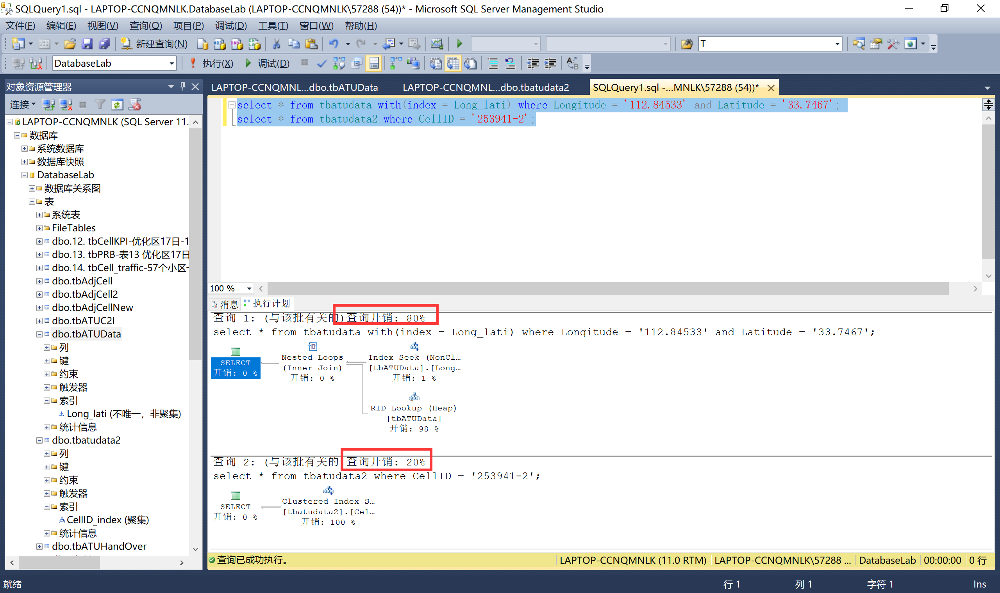 SQLQuery1.sql - LAPTOP-CCNQMNLK.DatabaseLab (LAPTOP-CCNQMNLK\57288 (54))* - Microsoft SQL Server Management Studio
文件(F) 编辑(E) 视图(V) 查询(Q) 项目(P) 调试(D) 工具(T) 窗口(W) 帮助(H)
新建查询(N) T
DatabaseLab 执行(X) 调试(D)
对象资源管理器
连接
LAPTOP-CCNQMNLK (SQL Server 11.
数据库
系统数据库
数据库快照
DatabaseLab
数据库关系图
表
系统表
FileTables
dbo.12. tbCellKPI-优化区17日-1
dbo.13. tbPRB-表13 优化区17日
dbo.14. tbCell_traffic-57个小区-
dbo.tbAdjCell
dbo.tbAdjCell2
dbo.tbAdjCellNew
dbo.tbATUC2I
dbo.tbATUData
列
键
约束
触发器
索引
Long_lati (不唯一，非聚集)
统计信息
dbo.tbatudata2
列
键
约束
触发器
索引
CellID_index (聚集)
统计信息
dbo.tbATUHandOver
LAPTOP-CCNQMNL...dbo.tbATUData LAPTOP-CCNQMNL...dbo.tbatudata2 SQLQuery1.sql -...MNLK\57288 (54))*
select * from tbatudata with(index = Long_lati) where Longitude = '112.84533' and Latitude = '33.7467';
select * from tbatudata2 where CellID = '253941-2';
100 %
消息 执行计划
查询 1: (与该批有关的)查询开销: 80%
select * from tbatudata with(index = Long_lati) where Longitude = '112.84533' and Latitude = '33.7467';
SELECT
开销: 0 %
Nested Loops
(Inner Join)
开销: 0 %
Index Seek (NonCl...
[tbATUData].[Long...
开销: 1 %
RID Lookup (Heap)
[tbATUData]
开销: 98 %
查询 2: (与该批有关的 查询开销: 20%
select * from tbatudata2 where CellID = '253941-2';
SELECT
开销: 0 %
Clustered Index S...
[tbatudata2].[Cel...
开销: 100 %
查询已成功执行。 LAPTOP-CCNQMNLK (11.0 RTM) LAPTOP-CCNQMNLK\57288 ... DatabaseLab 00:00:00 0 行
就绪 行 1 列 1 字符 1 Ins